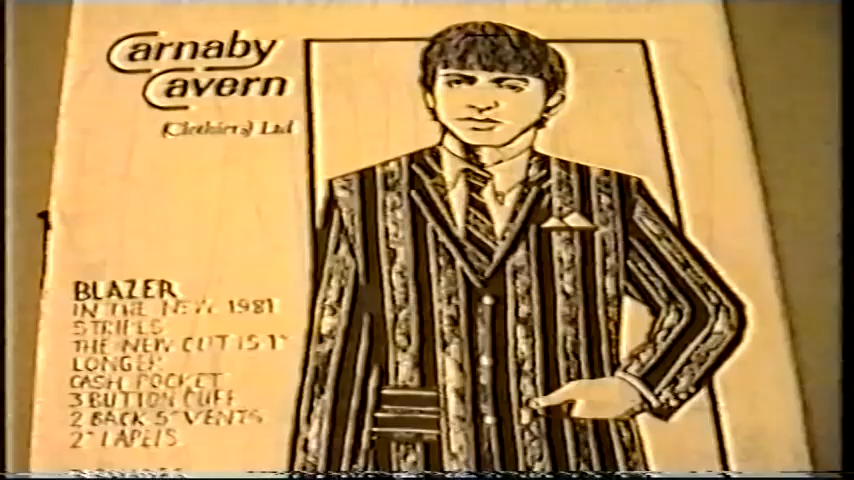 Carnaby
Cavern
(Clothiers) Ltd
BLAZER
IN THE NEW 1981
STRIPES
THE NEW CUT IS 1"
LONGER
CASH POCKET
3 BUTTON CUFF
2 BACK 5" VENTS
2" LAPELS